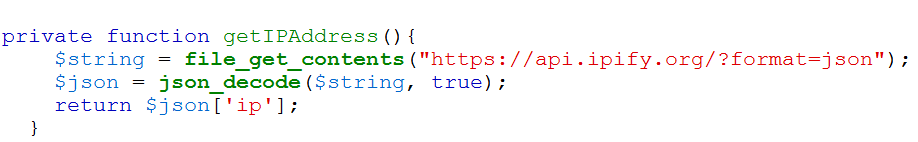 private function getIPAddress(){
$string = file_get_contents("https://api.ipify.org/?format=json");
$json = json_decode($string, true);
return $json['ip'];
}